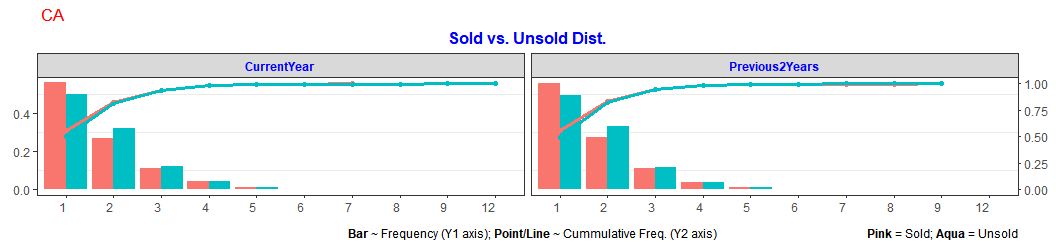 CA
Sold vs. Unsold Dist.
CurrentYear
Previous2Years
0.4
0.2
0.0
1.00
0.75
0.50
0.25
0.00
1 2 3 4 5 6 7 8 9 12
1 2 3 4 5 6 7 8 9 12
Bar ~ Frequency (Y1 axis); Point/Line ~ Cummulative Freq. (Y2 axis)
Pink = Sold; Aqua = Unsold